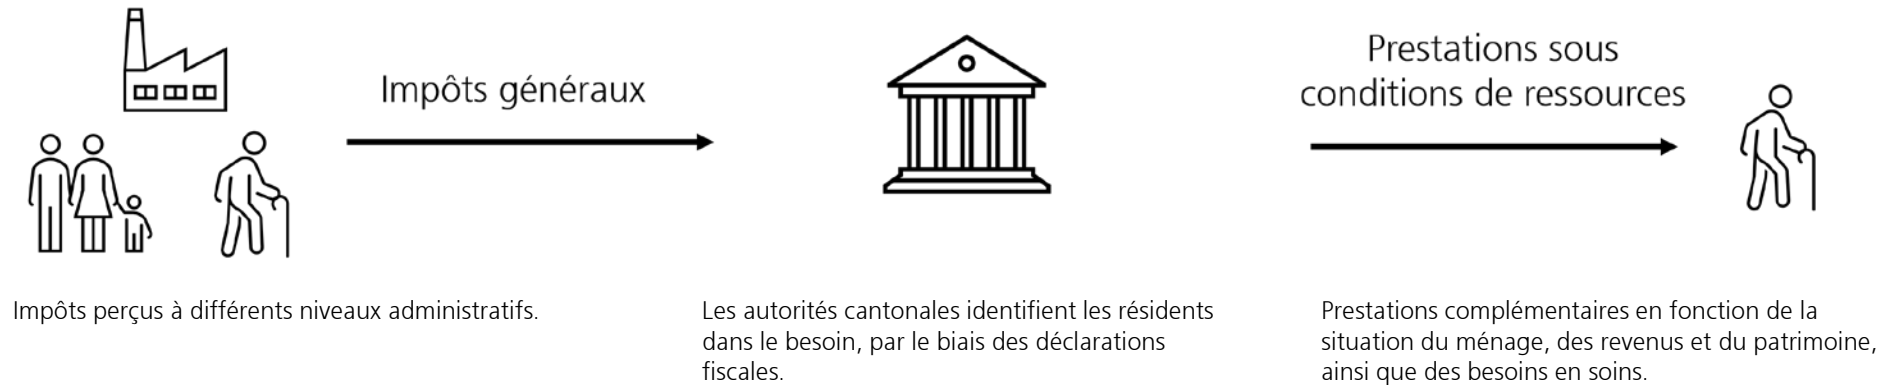 Impôts généraux
Prestations sous
conditions de ressources
Impôts perçus à différents niveaux administratifs.
Les autorités cantonales identifient les résidents
dans le besoin, par le biais des déclarations
fiscales.
Prestations complémentaires en fonction de la
situation du ménage, des revenus et du patrimoine,
ainsi que des besoins en soins.